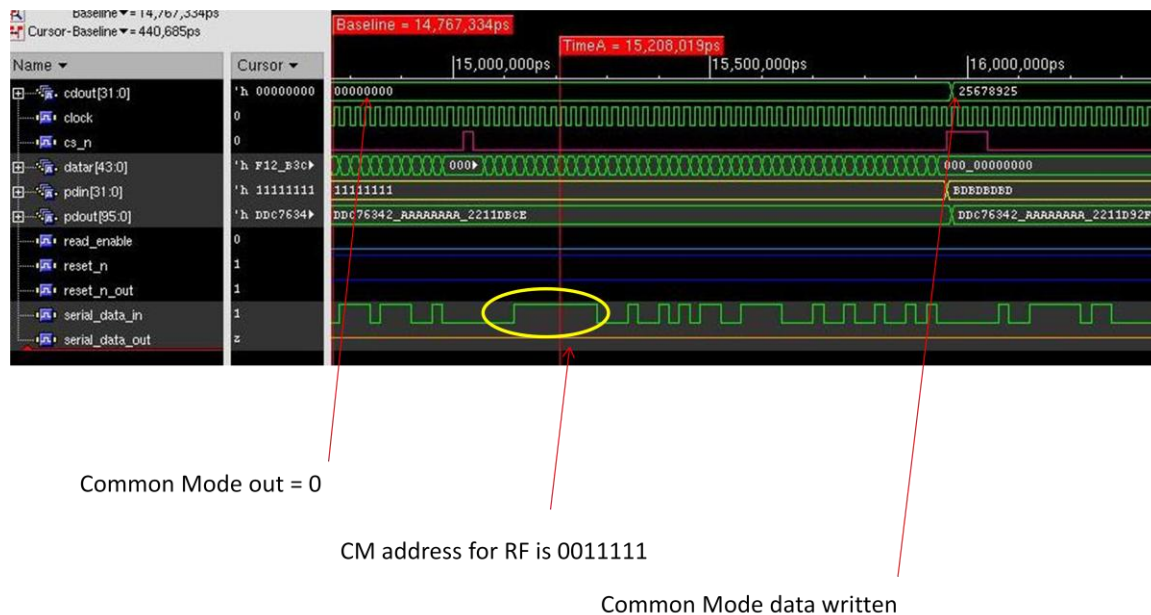 Baseline▼= 14,767,334ps
Cursor-Baseline▼= 440,685ps
Baseline = 14,767,334ps
TimeA = 15,208,019ps
Name ▼ Cursor ▼ 15,000,000ps 15,500,000ps 16,000,000ps
cdout[31:0] 'h 00000000 00000000 25678925
clock 0
cs_n 0
datar[43:0] 'h F12_B3C 000 000_00000000
pdin[31:0] 'h 11111111 11111111 BDBDBDBD
pdout[95:0] 'h DDC7634 DDC76342_AAAAAAAA_2211DBCE DDC76342_AAAAAAAA_2211D92F
read_enable 0
reset_n 1
reset_n_out 1
serial_data_in 1
serial_data_out z
Common Mode out = 0
CM address for RF is 0011111
Common Mode data written